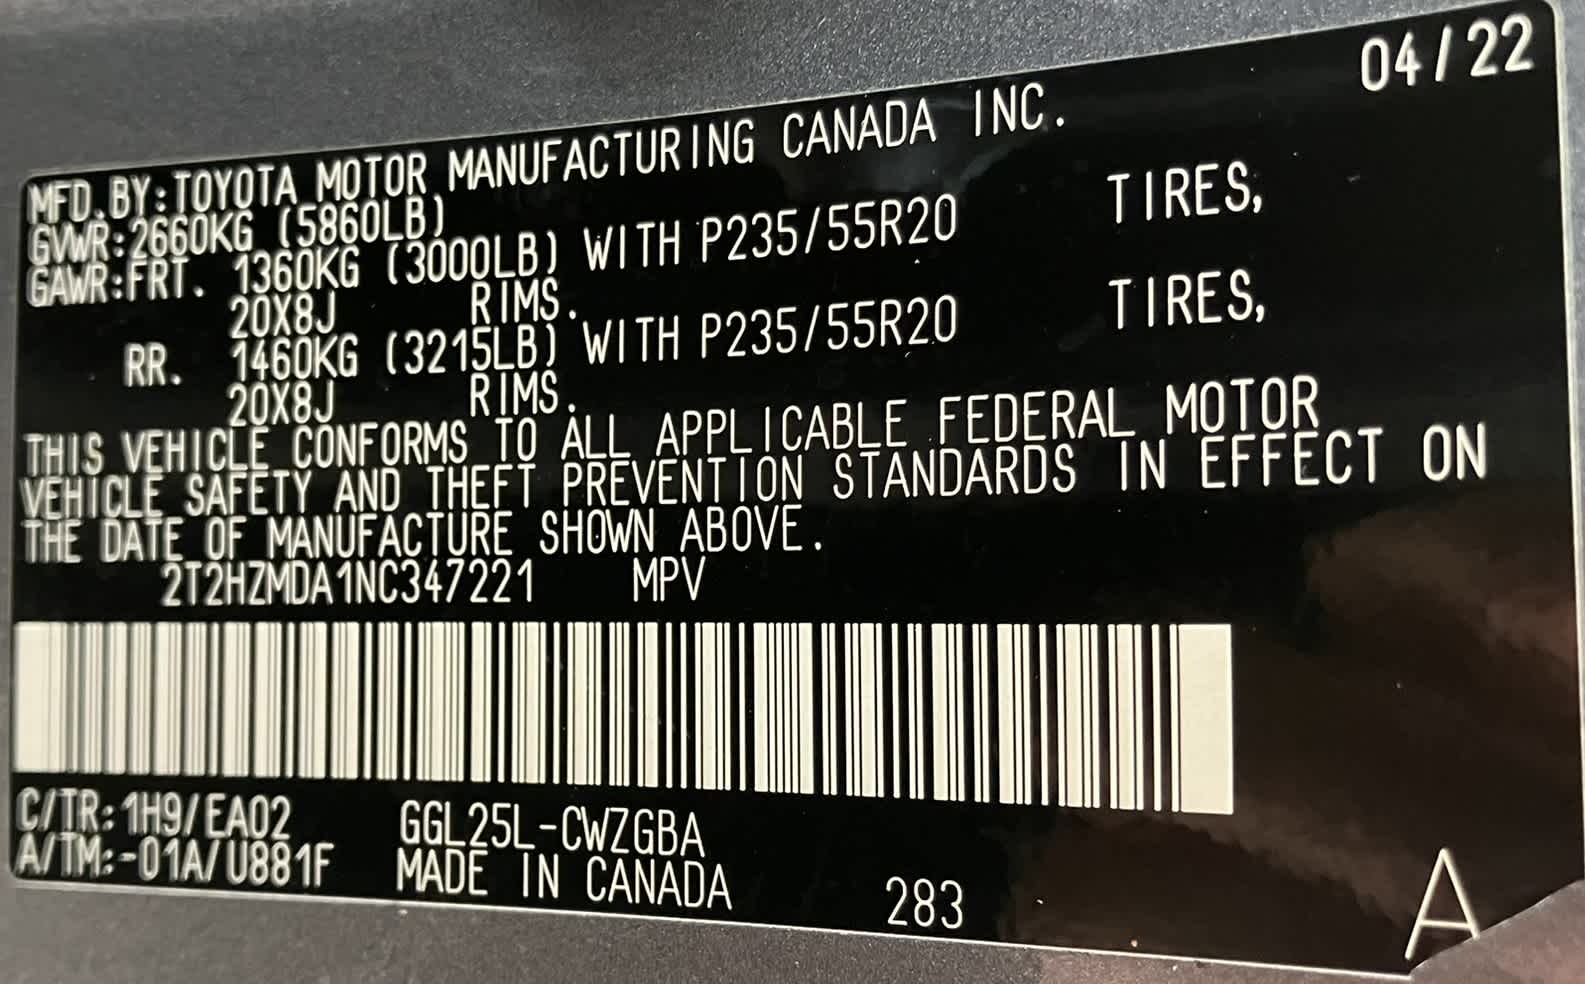 04/22
MFD.BY:TOYOTA MOTOR MANUFACTURING CANADA INC.
GVWR:2660KG (5860LB)
GAWR:FRT. 1360KG (3000LB) WITH P235/55R20 TIRES,
20X8J RIMS.
RR. 1460KG (3215LB) WITH P235/55R20 TIRES,
20X8J RIMS.
THIS VEHICLE CONFORMS TO ALL APPLICABLE FEDERAL MOTOR
VEHICLE SAFETY AND THEFT PREVENTION STANDARDS IN EFFECT ON
THE DATE OF MANUFACTURE SHOWN ABOVE.
2T2HZMDA1NC347221 MPV
C/TR:1H9/EA02 GGL25L-CWZGBA
A/TM:-01A/U881F MADE IN CANADA 283
A